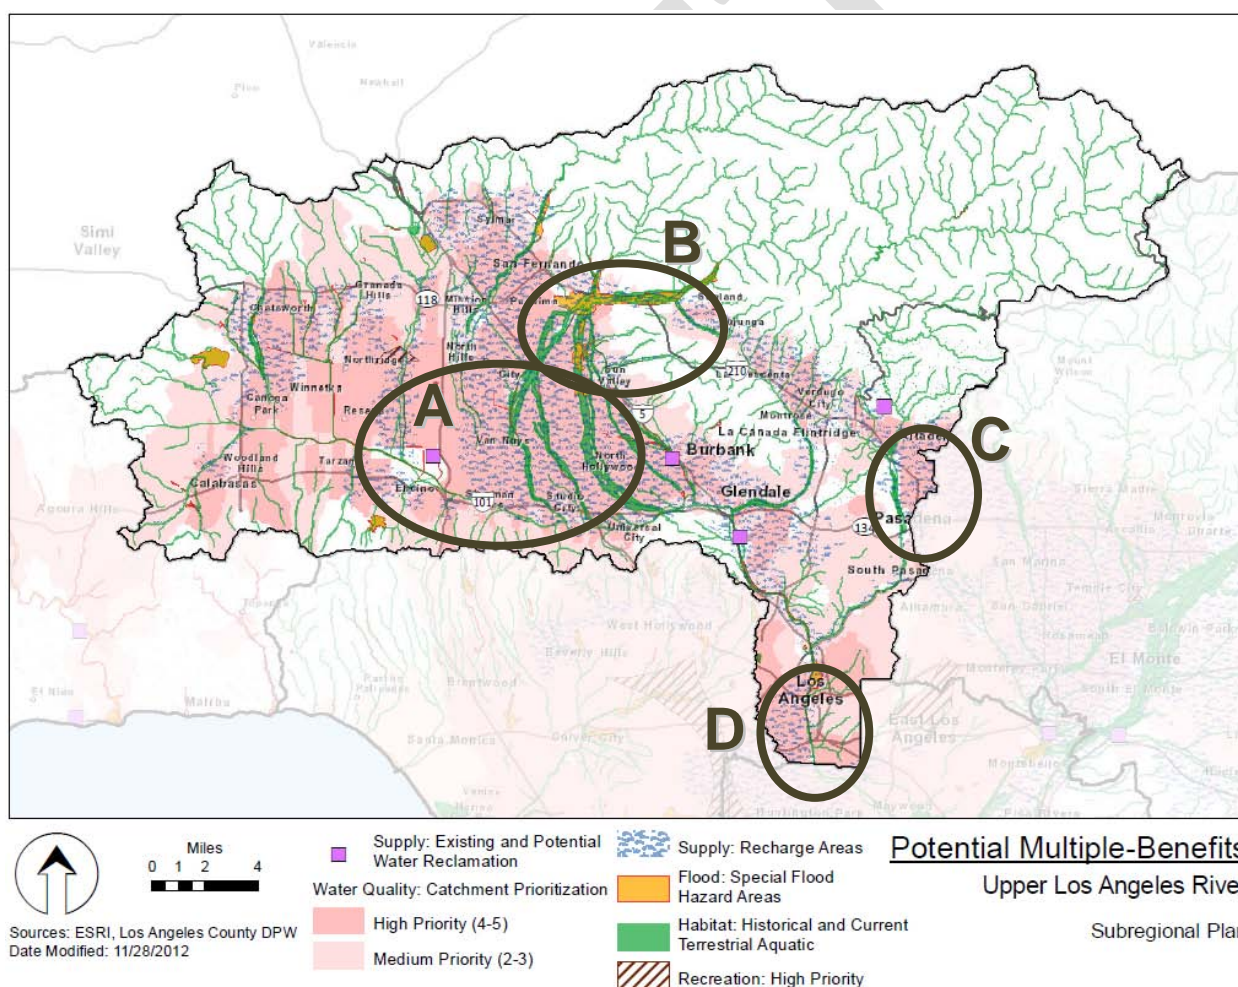 Valencia
Newhall
Piru
Simi
Valley
Sylmar
B
San Fernando
Granada
Hills
118
Mission
Hills
Pacoima
Sunland
Tujunga
Chatsworth
Northridge
North
Hills
Sun
Valley
210
Mount
Wilson
Winnetka
Canoga
Park
A
5
Verdugo
City
Montrose
La Cañada Flintridge
Altadena
C
Woodland
Hills
Calabasas
Tarzana
Van Nuys
North
Hollywood
Burbank
Encino
Sherman
101
Studio
City
Glendale
Pasadena
134
Universal
City
Sierra Madre
Monrovia
Arcadia
Duarte
Agoura Hills
San Marino
South Pasadena
Temple City
Topanga
Alhambra
San Gabriel
West Hollywood
Rosemead
Baldwin Park
Beverly Hills
El Monte
Monterey Park
South El Monte
El Nido
Malibu
Pacific
Palisades
Brentwood
Los
Angeles
East Los
Angeles
D
Santa Monica
Culver City
Montebello
Venice
Huntington Park
Maywood
Pico Rivera
Miles
0 1 2 4
Sources: ESRI, Los Angeles County DPW
Date Modified: 11/28/2012
Supply: Existing and Potential
Water Reclamation
Water Quality: Catchment Prioritization
High Priority (4-5)
Medium Priority (2-3)
Supply: Recharge Areas
Flood: Special Flood
Hazard Areas
Habitat: Historical and Current
Terrestrial Aquatic
Recreation: High Priority
Potential Multiple-Benefits
Upper Los Angeles Rive
Subregional Plan